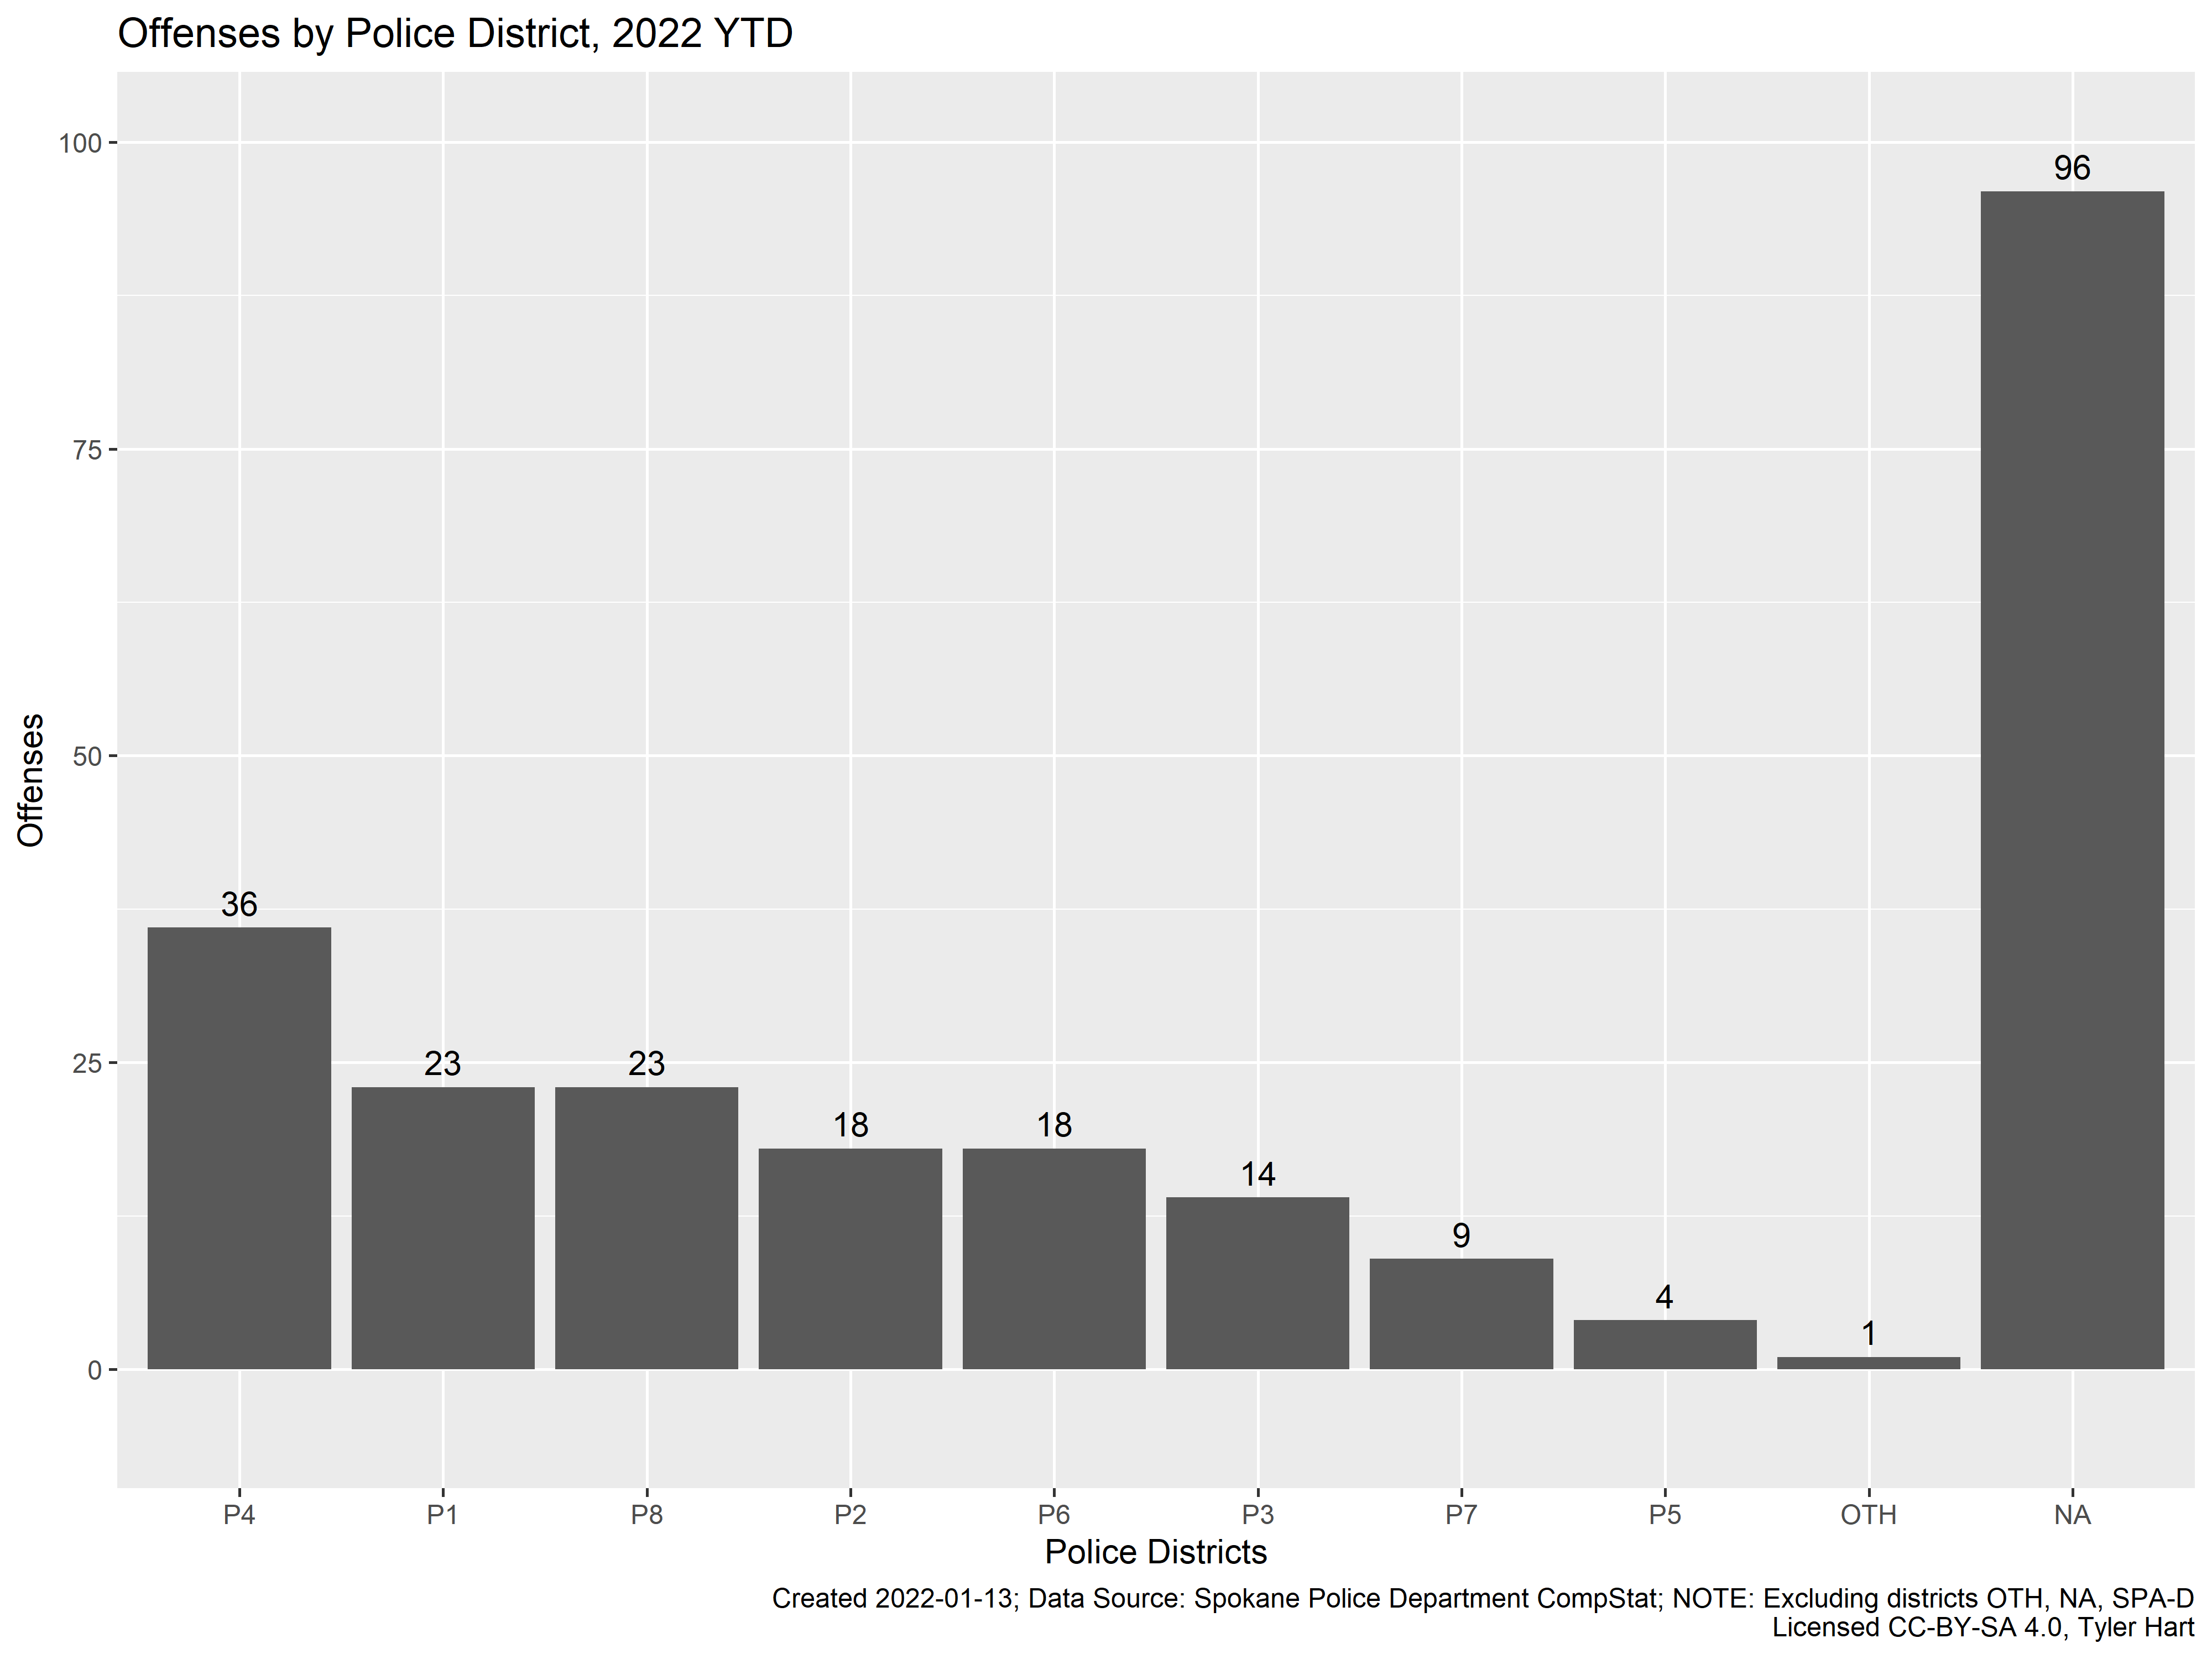 Offenses by Police District, 2022 YTD
100
75
50
25
0
Offenses
36
23
23
18
18
14
9
4
1
96
P4
P1
P8
P2
P6
P3
P7
P5
OTH
NA
Police Districts
Created 2022-01-13; Data Source: Spokane Police Department CompStat; NOTE: Excluding districts OTH, NA, SPA-D
Licensed CC-BY-SA 4.0, Tyler Hart